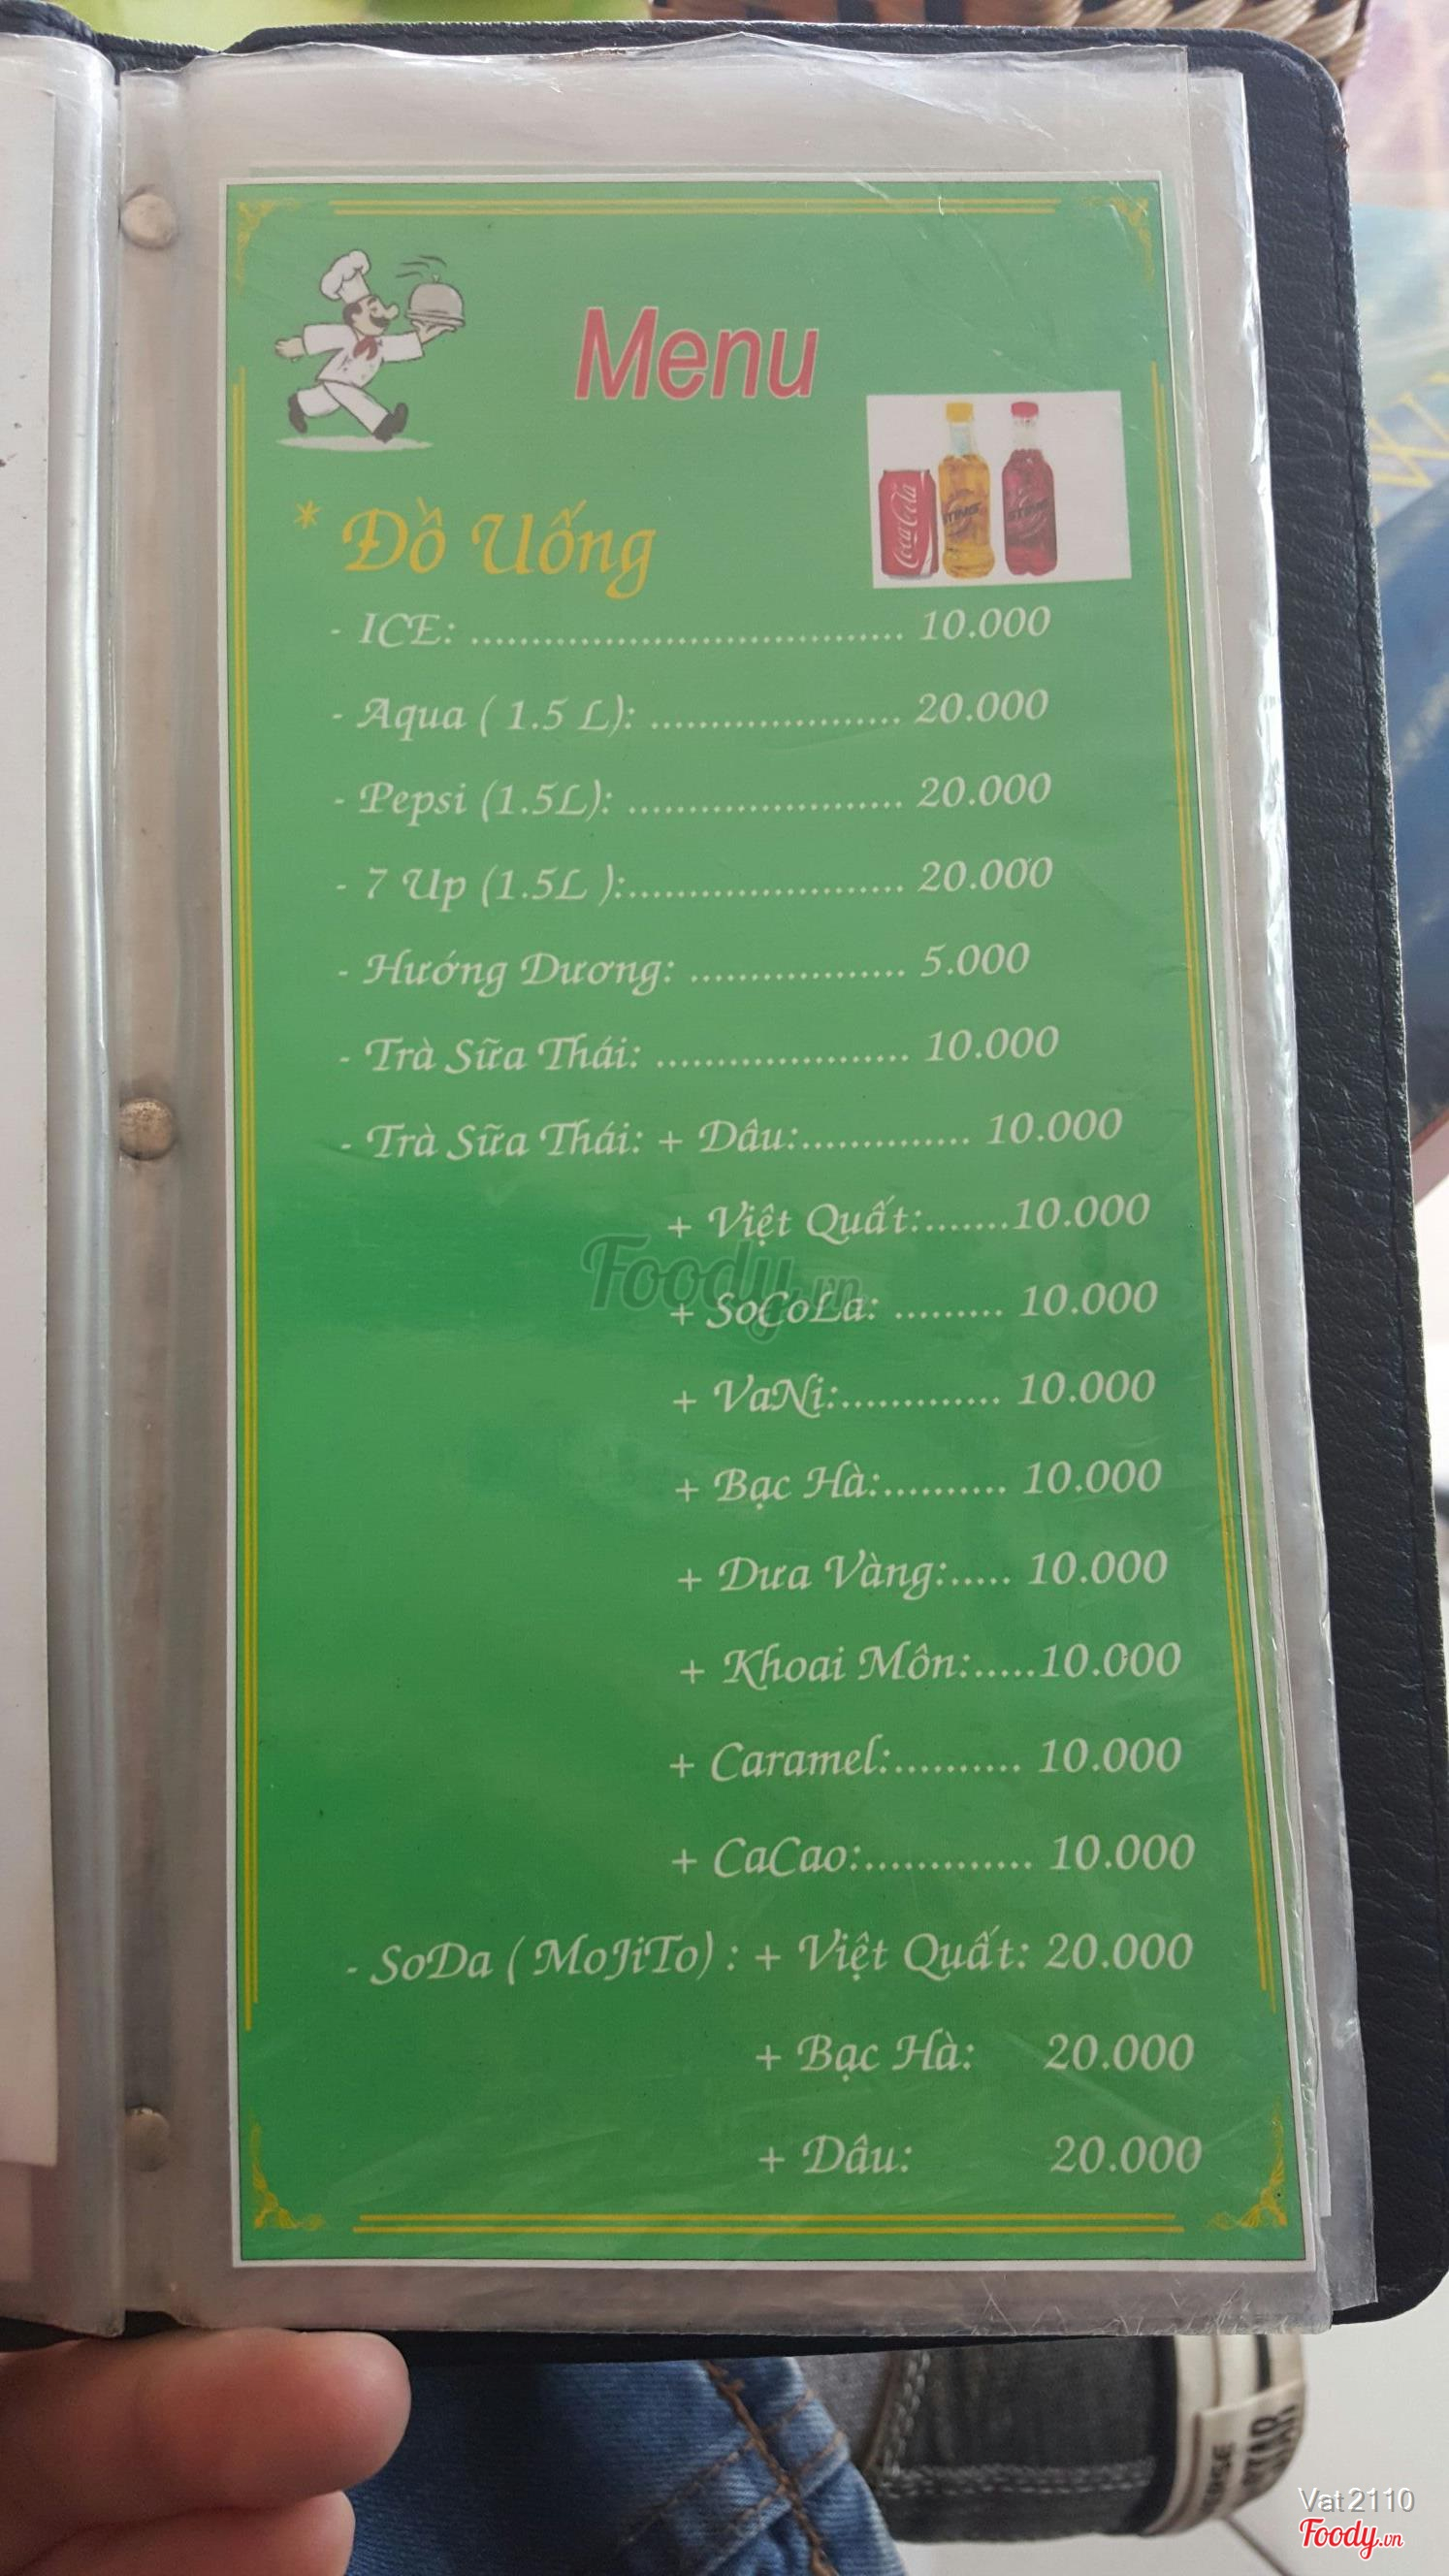 Menu
Coca Cola
STING
STING
* Đồ Uống
- ICE: .................................... 10.000
- Aqua ( 1.5 L): ..................... 20.000
- Pepsi (1.5L): ....................... 20.000
- 7 Up (1.5L ):....................... 20.000
- Hướng Dương: .................. 5.000
- Trà Sữa Thái: ..................... 10.000
- Trà Sữa Thái: + Dâu:.............. 10.000
+ Việt Quất:.......10.000
+ SoCoLa: ......... 10.000
+ VaNi:............. 10.000
+ Bạc Hà:.......... 10.000
+ Dưa Vàng:..... 10.000
+ Khoai Môn:.....10.000
+ Caramel:.......... 10.000
+ CaCao:............. 10.000
- SoDa ( MoJiTo) : + Việt Quất: 20.000
+ Bạc Hà: 20.000
+ Dâu: 20.000
Foody.vn
Vat2110
Foody.vn